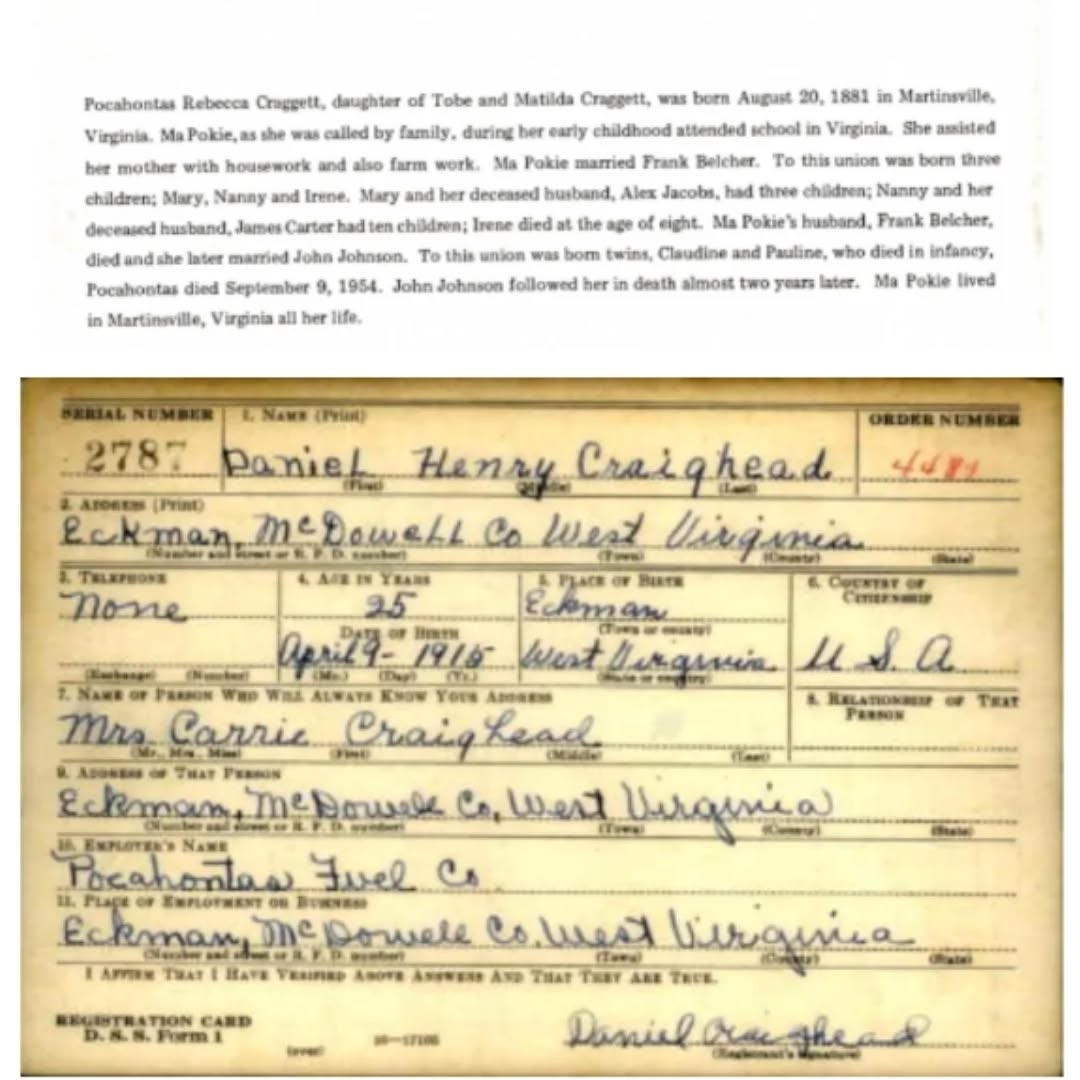 Pocahontas Rebecca Craggett, daughter of Tobe and Matilda Craggett, was born August 20, 1881 in Martinsville,
Virginia. Ma Pokie, as she was called by family, during her early childhood attended school in Virginia. She assisted
her mother with housework and also farm work. Ma Pokie married Frank Belcher. To this union was born three
children; Mary, Nanny and Irene. Mary and her deceased husband, Alex Jacobs, had three children; Nanny and her
deceased husband, James Carter had ten children; Irene died at the age of eight. Ma Pokie's husband, Frank Belcher,
died and she later married John Johnson. To this union was born twins, Claudine and Pauline, who died in infancy,
Pocahontas died September 9, 1954. John Johnson followed her in death almost two years later. Ma Pokie lived
in Martinsville, Virginia all her life.
SERIAL NUMBER 1. NAME (Print) ORDER NUMBER
2787 Daniel Henry Craighead
(First) (Middle) (Last)
2. ADDRESS (Print)
Eckman, McDowell Co West Virginia
(Number and street or R. F. D. number) (Town) (County) (State)
3. TELEPHONE 4. AGE IN YEARS 5. PLACE OF BIRTH 6. COUNTRY OF CITIZENSHIP
None 25 Eckman
DATE OF BIRTH (Town or county)
April 9- 1915 West Virginia U S. A
(Exchange) (Number) (Mo.) (Day) (Yr.) (State or country)
7. NAME OF PERSON WHO WILL ALWAYS KNOW YOUR ADDRESS 8. RELATIONSHIP OF THAT PERSON
Mrs Carrie Craighead
(Mr., Mrs., Miss) (First) (Middle) (Last)
9. ADDRESS OF THAT PERSON
Eckman, McDowell Co, West Virginia
(Number and street or R. F. D. number) (Town) (County) (State)
10. EMPLOYER'S NAME
Pocahontas Fuel Co
11. PLACE OF EMPLOYMENT OR BUSINESS
Eckman, McDowell Co. West Virginia
(Number and street or R. F. D. number) (Town) (County) (State)
I AFFIRM THAT I HAVE VERIFIED ABOVE ANSWERS AND THAT THEY ARE TRUE.
REGISTRATION CARD
D. S. S. Form 1
(over) 16—17105 Daniel Craighead
(Registrant's signature)